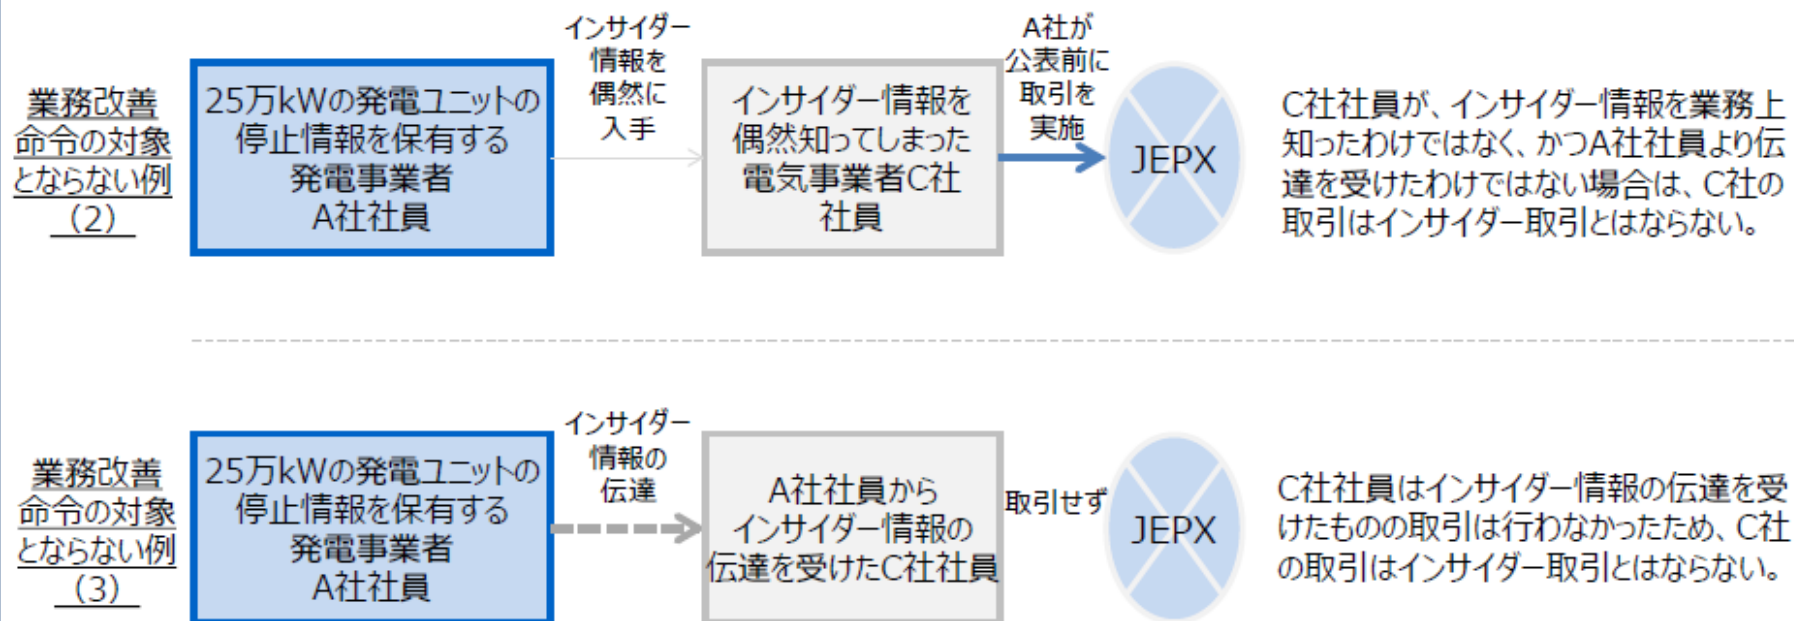 業務改善
命令の対象
とならない例
（2）
25万kWの発電ユニットの
停止情報を保有する
発電事業者
A社社員
インサイダー
情報を
偶然に
入手
インサイダー情報を
偶然知ってしまった
電気事業者C社
社員
A社が
公表前に
取引を
実施
JEPX
C社社員が、インサイダー情報を業務上
知ったわけではなく、かつA社社員より伝
達を受けたわけではない場合は、C社の
取引はインサイダー取引とはならない。
業務改善
命令の対象
とならない例
（3）
25万kWの発電ユニットの
停止情報を保有する
発電事業者
A社社員
インサイダー
情報の
伝達
A社社員から
インサイダー情報の
伝達を受けたC社社員
取引せず
JEPX
C社社員はインサイダー情報の伝達を受
けたものの取引は行わなかったため、C社
の取引はインサイダー取引とはならない。